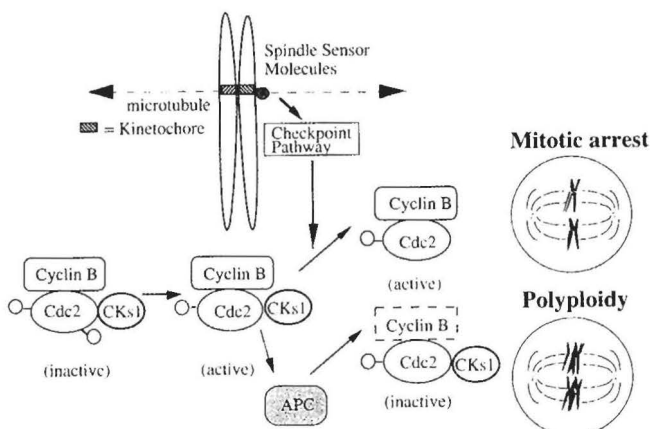 Spindle Sensor
Molecules
microtubule
= Kinetochore
Checkpoint
Pathway
Mitotic arrest
Cyclin B
Cdc2
(active)
Cyclin B
Cdc2
CKs1
(inactive)
Cyclin B
Cdc2
CKs1
(active)
APC
Polyploidy
Cyclin B
Cdc2
CKs1
(inactive)